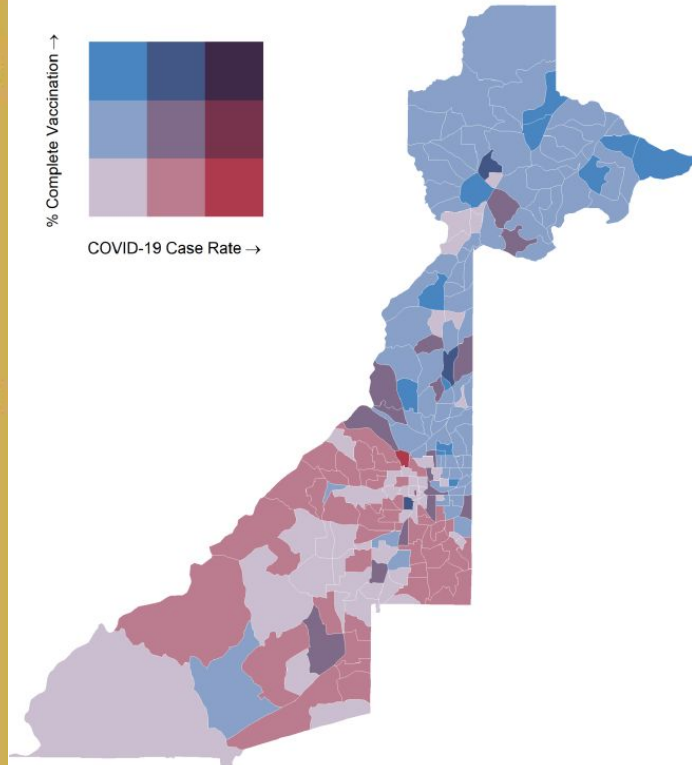 % Complete Vaccination →
COVID-19 Case Rate →